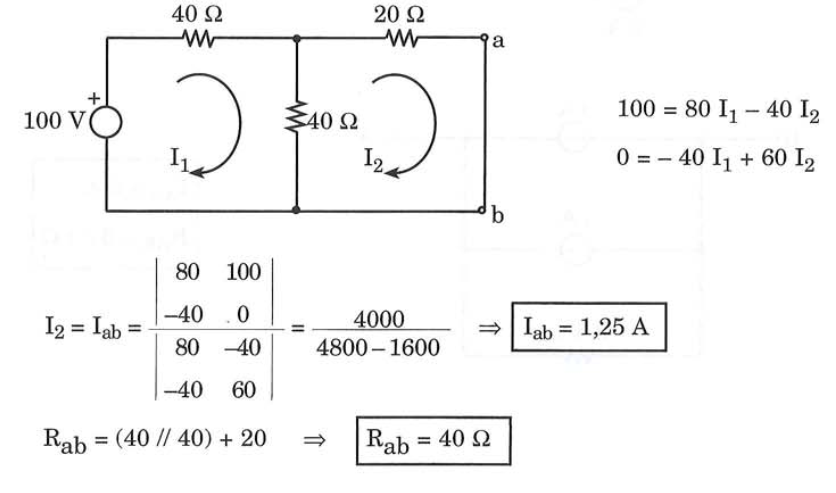 40 Ω 20 Ω
a
+
100 V
40 Ω
I₁ I₂
b
100 = 80 I₁ – 40 I₂
0 = – 40 I₁ + 60 I₂
80 100
–40 0
I₂ = Iab = = 4000 ⇒ Iab = 1,25 A
4800 – 1600
80 –40
–40 60
Rab = (40 // 40) + 20 ⇒ Rab = 40 Ω